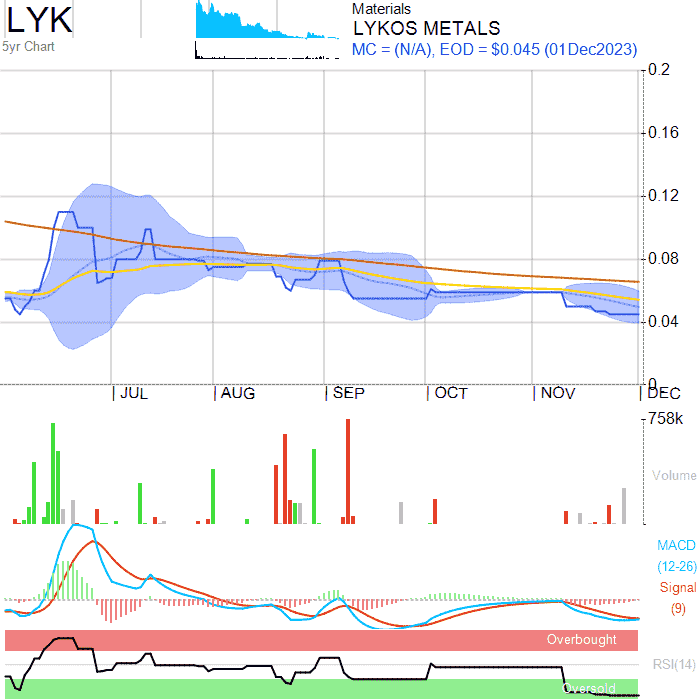 LYK
5yr Chart
Materials
LYKOS METALS
MC = (N/A), EOD = $0.045 (01Dec2023)
0.2
0.16
0.12
0.08
0.04
0
JUL
AUG
SEP
OCT
NOV
DEC
758k
Volume
MACD
(12-26)
Signal
(9)
Overbought
RSI(14)
Oversold